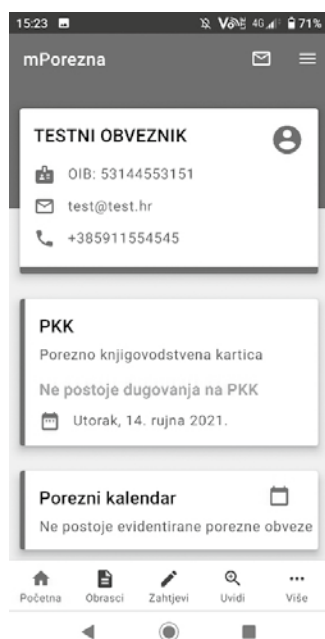 15:23 4G 71%
mPorezna
TESTNI OBVEZNIK
OIB: 53144553151
test@test.hr
+385911554545
PKK
Porezno knjigovodstvena kartica
Ne postoje dugovanja na PKK
Utorak, 14. rujna 2021.
Porezni kalendar
Ne postoje evidentirane porezne obveze
Početna Obrasci Zahtjevi Uvidi Više